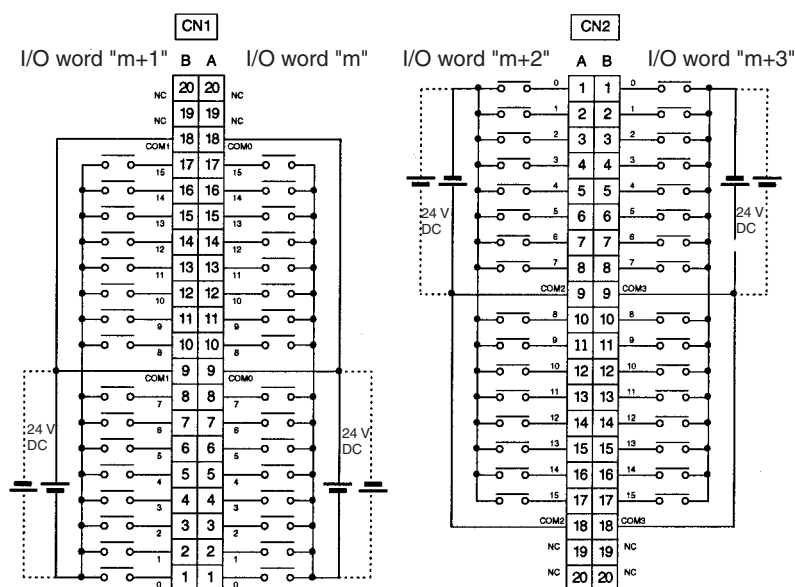 CN1
I/O word "m+1" B A I/O word "m"
NC 20 20 NC
NC 19 19 NC
COM1 18 18 COM0
15 17 17 15
14 16 16 14
13 15 15 13
12 14 14 12
11 13 13 11
10 12 12 10
9 11 11 9
8 10 10 8
COM1 9 9 COM0
7 8 8 7
6 7 7 6
5 6 6 5
4 5 5 4
3 4 4 3
2 3 3 2
1 2 2 1
0 1 1 0
24 V
DC
24 V
DC
CN2
I/O word "m+2" A B I/O word "m+3"
0 1 1 0
1 2 2 1
2 3 3 2
3 4 4 3
4 5 5 4
5 6 6 5
6 7 7 6
7 8 8 7
COM2 9 9 COM3
8 10 10 8
9 11 11 9
10 12 12 10
11 13 13 11
12 14 14 12
13 15 15 13
14 16 16 14
15 17 17 15
COM2 18 18 COM3
NC 19 19 NC
NC 20 20 NC
24 V
DC
24 V
DC